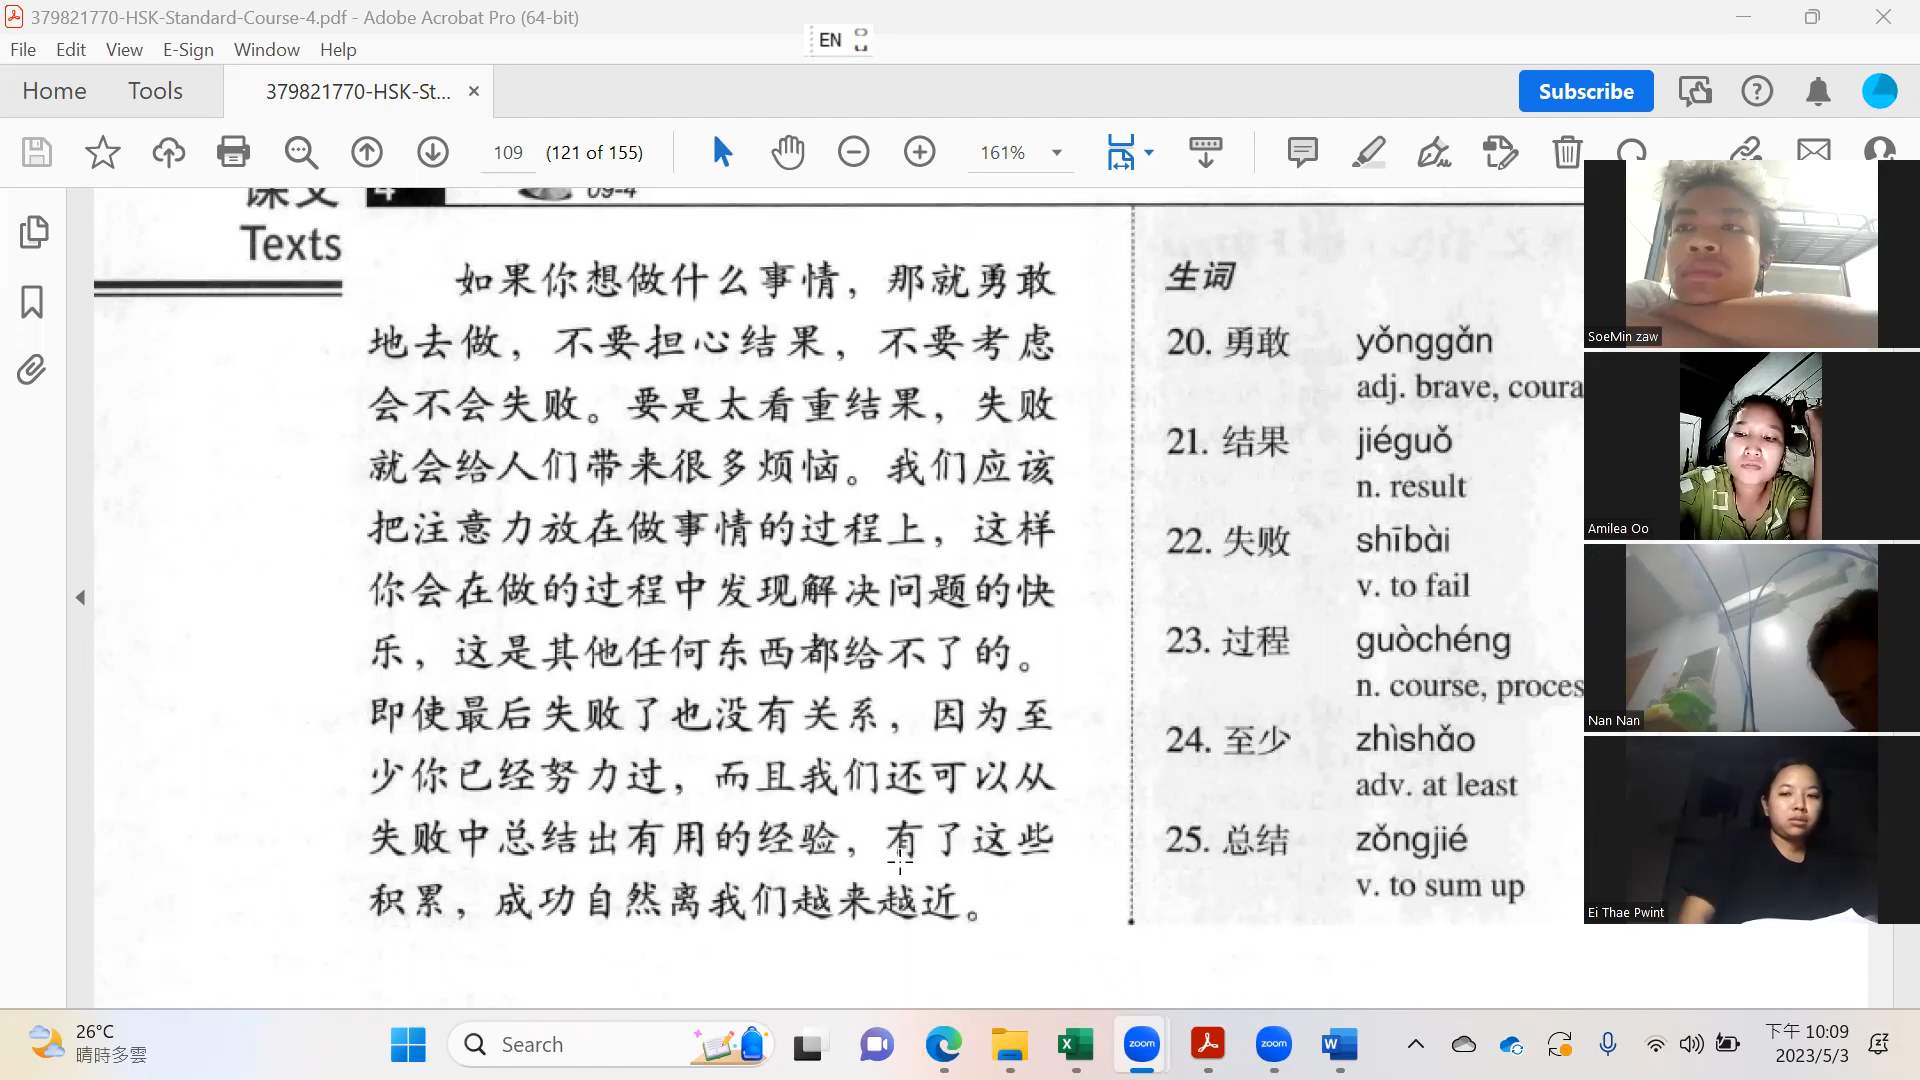 379821770-HSK-Standard-Course-4.pdf - Adobe Acrobat Pro (64-bit)
File Edit View E-Sign Window Help
EN
Home Tools 379821770-HSK-St... ×
Subscribe
109 (121 of 155) 161%
课文 4 09-4
Texts
如果你想做什么事情，那就勇敢
地去做，不要担心结果，不要考虑
会不会失败。要是太看重结果，失败
就会给人们带来很多烦恼。我们应该
把注意力放在做事情的过程上，这样
你会在做的过程中发现解决问题的快
乐，这是其他任何东西都给不了的。
即使最后失败了也没有关系，因为至
少你已经努力过，而且我们还可以从
失败中总结出有用的经验，有了这些
积累，成功自然离我们越来越近。
生词
20. 勇敢 yǒnggǎn
adj. brave, coura
21. 结果 jiéguǒ
n. result
22. 失败 shībài
v. to fail
23. 过程 guòchéng
n. course, proces
24. 至少 zhìshǎo
adv. at least
25. 总结 zǒngjié
v. to sum up
SoeMin zaw
Amilea Oo
Nan Nan
Ei Thae Pwint
26°C
晴時多雲
Search
zoom
zoom
下午 10:09
2023/5/3